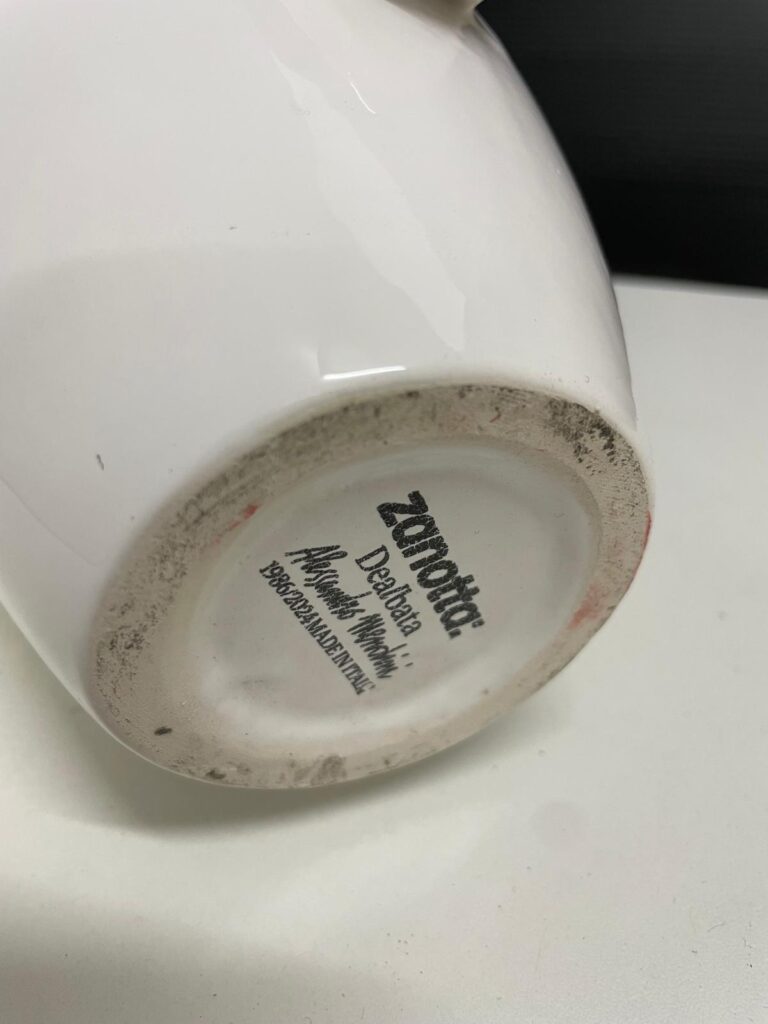 zanotta:
Dealbata
Alessandro Mendini
1986/2024 MADE IN ITALY